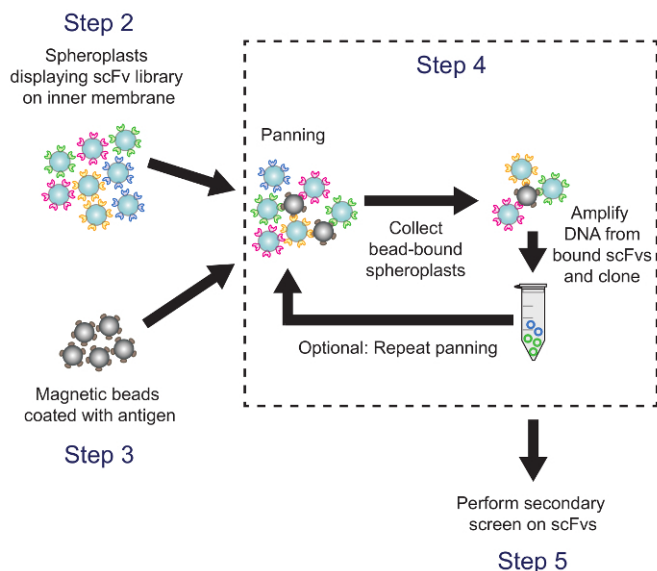 Step 2
Spheroplasts
displaying scFv library
on inner membrane
Step 4
Panning
Collect
bead-bound
spheroplasts
Amplify
DNA from
bound scFvs
and clone
Optional: Repeat panning
Magnetic beads
coated with antigen
Step 3
Perform secondary
screen on scFvs
Step 5